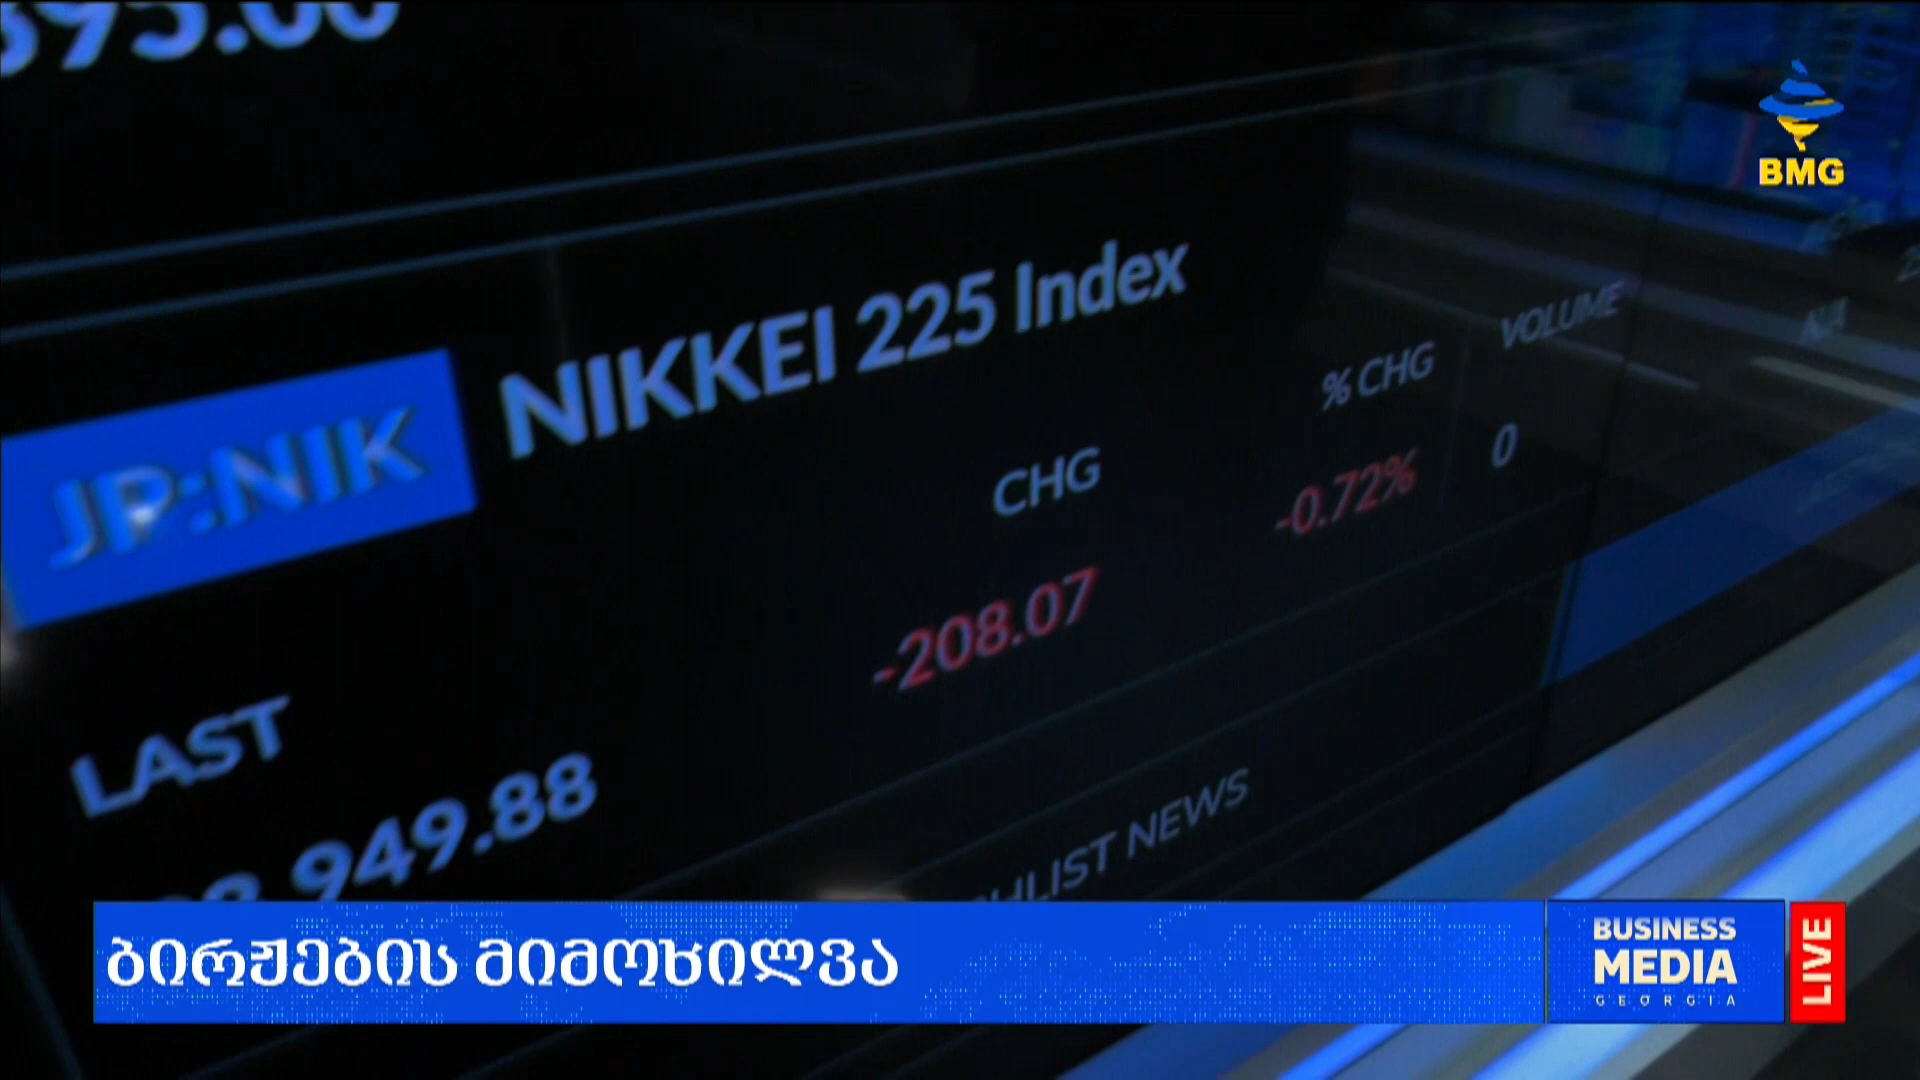 BMG
NIKKEI 225 Index
JP:NIK
CHG
% CHG
VOLUME
-208.07
-0.72%
0
LAST
949.88
NEWS
ბირჟების მიმოხილვა
BUSINESS
MEDIA
GEORGIA
LIVE